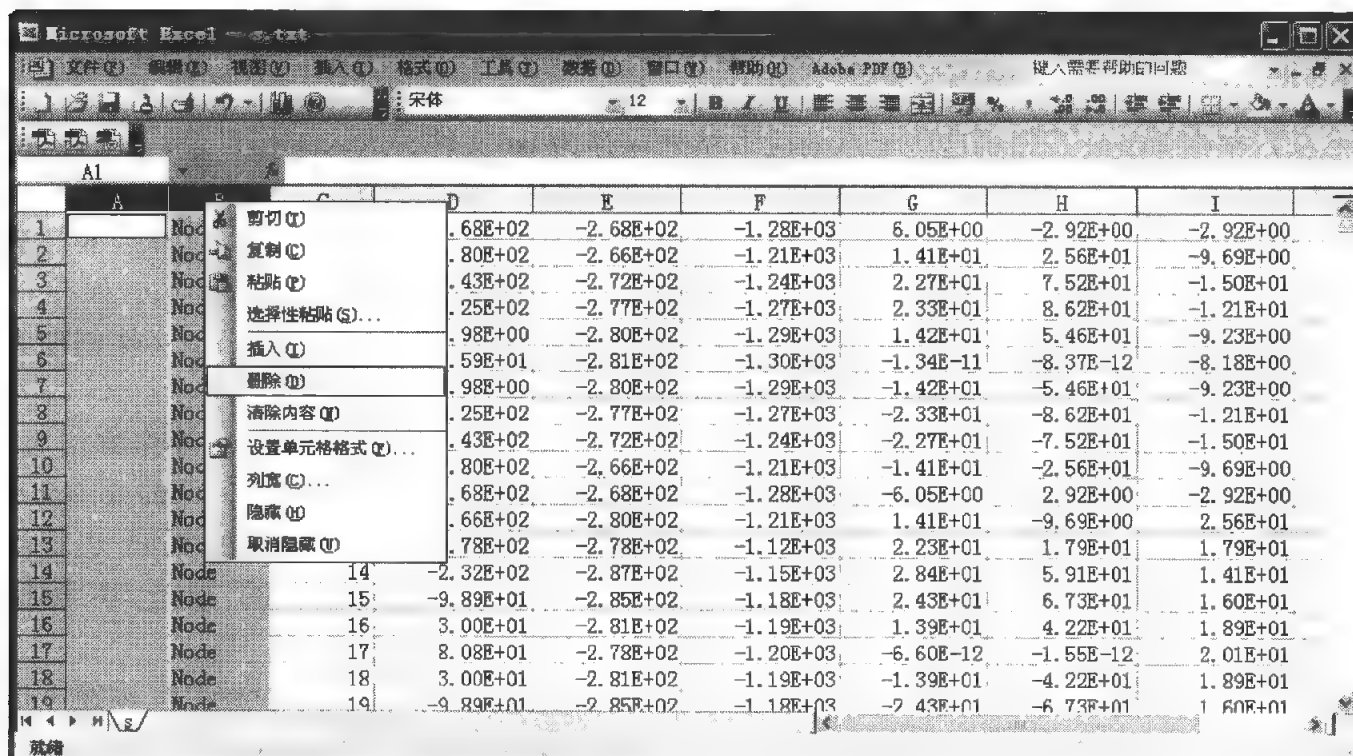 Microsoft Excel - s.txt
文件(F) 编辑(E) 视图(V) 插入(I) 格式(O) 工具(T) 数据(D) 窗口(W) 帮助(H) Adobe PDF(B) 键入需要帮助的问题
宋体 12 B I U
A1
A B C D E F G H I
1 Nod .68E+02 -2.68E+02 -1.28E+03 6.05E+00 -2.92E+00 -2.92E+00
2 Nod .80E+02 -2.66E+02 -1.21E+03 1.41E+01 2.56E+01 -9.69E+00
3 Nod .43E+02 -2.72E+02 -1.24E+03 2.27E+01 7.52E+01 -1.50E+01
4 Nod .25E+02 -2.77E+02 -1.27E+03 2.33E+01 8.62E+01 -1.21E+01
5 Nod .98E+00 -2.80E+02 -1.29E+03 1.42E+01 5.46E+01 -9.23E+00
6 Nod .59E+01 -2.81E+02 -1.30E+03 -1.34E-11 -8.37E-12 -8.18E+00
7 Nod .98E+00 -2.80E+02 -1.29E+03 -1.42E+01 -5.46E+01 -9.23E+00
8 Nod .25E+02 -2.77E+02 -1.27E+03 -2.33E+01 -8.62E+01 -1.21E+01
9 Nod .43E+02 -2.72E+02 -1.24E+03 -2.27E+01 -7.52E+01 -1.50E+01
10 Nod .80E+02 -2.66E+02 -1.21E+03 -1.41E+01 -2.56E+01 -9.69E+00
11 Nod .68E+02 -2.68E+02 -1.28E+03 -6.05E+00 2.92E+00 -2.92E+00
12 Nod .66E+02 -2.80E+02 -1.21E+03 1.41E+01 -9.69E+00 2.56E+01
13 Nod .78E+02 -2.78E+02 -1.12E+03 2.23E+01 1.79E+01 1.79E+01
14 Node 14 -2.32E+02 -2.87E+02 -1.15E+03 2.84E+01 5.91E+01 1.41E+01
15 Node 15 -9.89E+01 -2.85E+02 -1.18E+03 2.43E+01 6.73E+01 1.60E+01
16 Node 16 3.00E+01 -2.81E+02 -1.19E+03 1.39E+01 4.22E+01 1.89E+01
17 Node 17 8.08E+01 -2.78E+02 -1.20E+03 -6.60E-12 -1.55E-12 2.01E+01
18 Node 18 3.00E+01 -2.81E+02 -1.19E+03 -1.39E+01 -4.22E+01 1.89E+01
19 Node 19 -9.89E+01 -2.85E+02 -1.18E+03 -2.43E+01 -6.73E+01 1.60E+01
剪切(T)
复制(C)
粘贴(P)
选择性粘贴(S)...
插入(I)
删除(D)
清除内容(N)
设置单元格格式(F)...
列宽(C)...
隐藏(H)
取消隐藏(U)
s
就绪